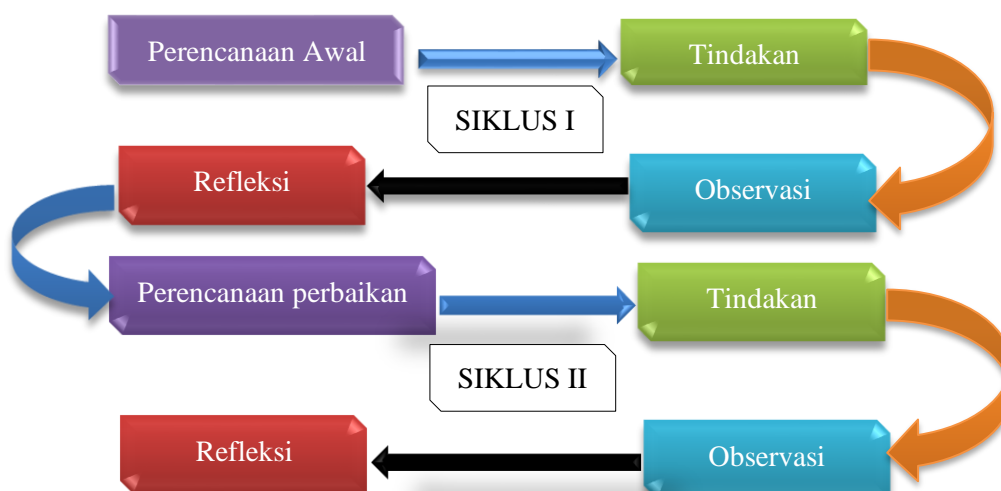 Perencanaan Awal
Tindakan
SIKLUS I
Refleksi
Observasi
Perencanaan perbaikan
Tindakan
SIKLUS II
Refleksi
Observasi